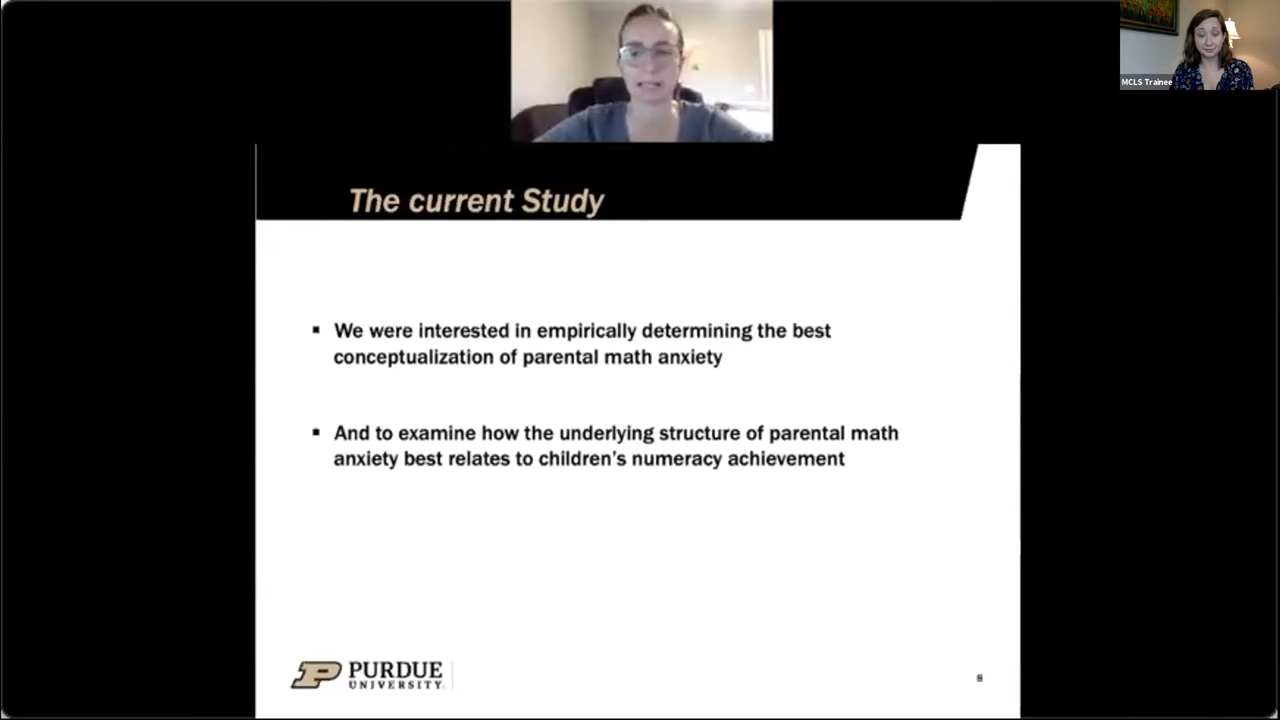 MCLS Trainee
The current Study
▪ We were interested in empirically determining the best
conceptualization of parental math anxiety
▪ And to examine how the underlying structure of parental math
anxiety best relates to children's numeracy achievement
PURDUE
UNIVERSITY.
8